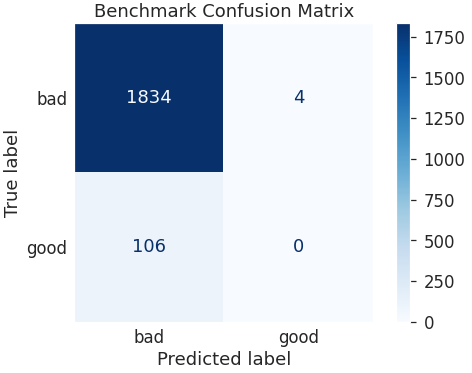 Benchmark Confusion Matrix
True label
bad
1834
4
good
106
0
bad
good
Predicted label
1750
1500
1250
1000
750
500
250
0